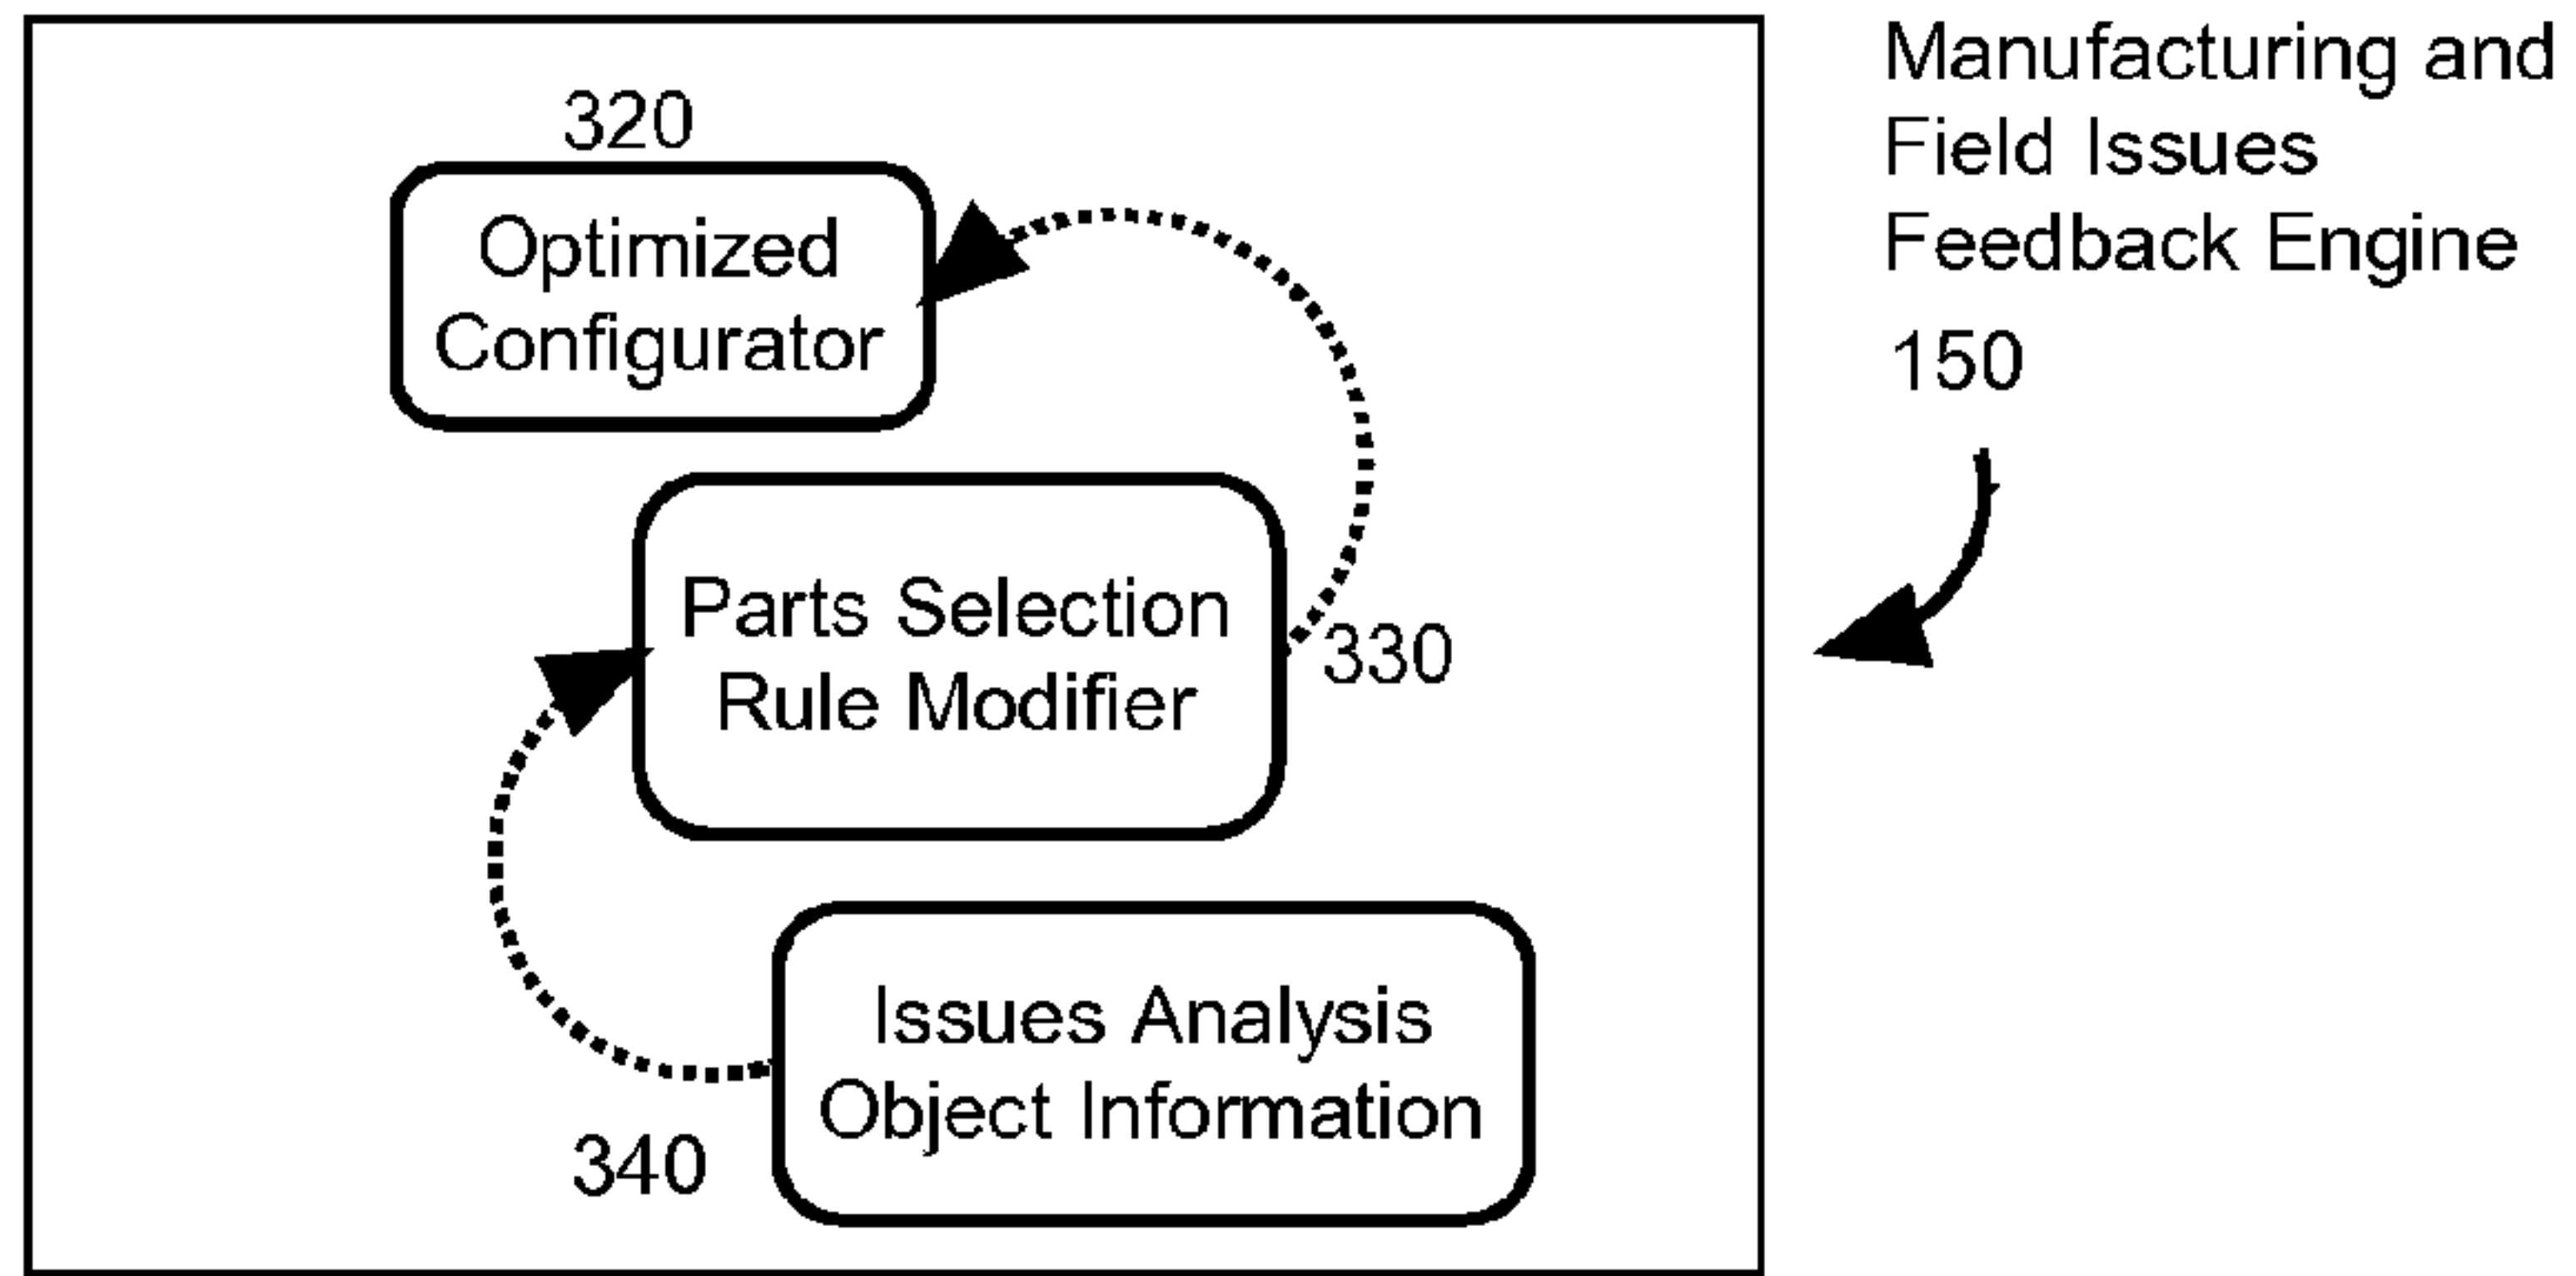 320
Optimized
Configurator
Parts Selection
Rule Modifier
330
Issues Analysis
Object Information
340
Manufacturing and
Field Issues
Feedback Engine
150